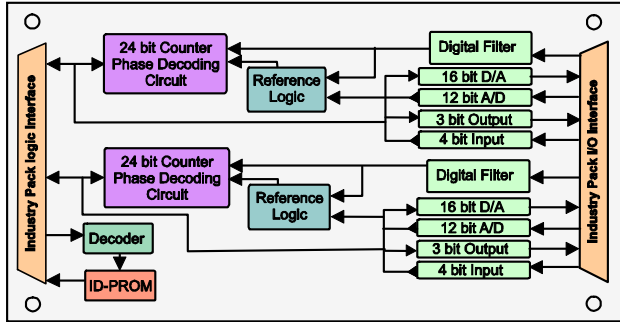 Industry Pack logic Interface
24 bit Counter
Phase Decoding
Circuit
Reference
Logic
Digital Filter
16 bit D/A
12 bit A/D
3 bit Output
4 bit Input
24 bit Counter
Phase Decoding
Circuit
Reference
Logic
Digital Filter
16 bit D/A
12 bit A/D
3 bit Output
4 bit Input
Decoder
ID-PROM
Industry Pack I/O Interface